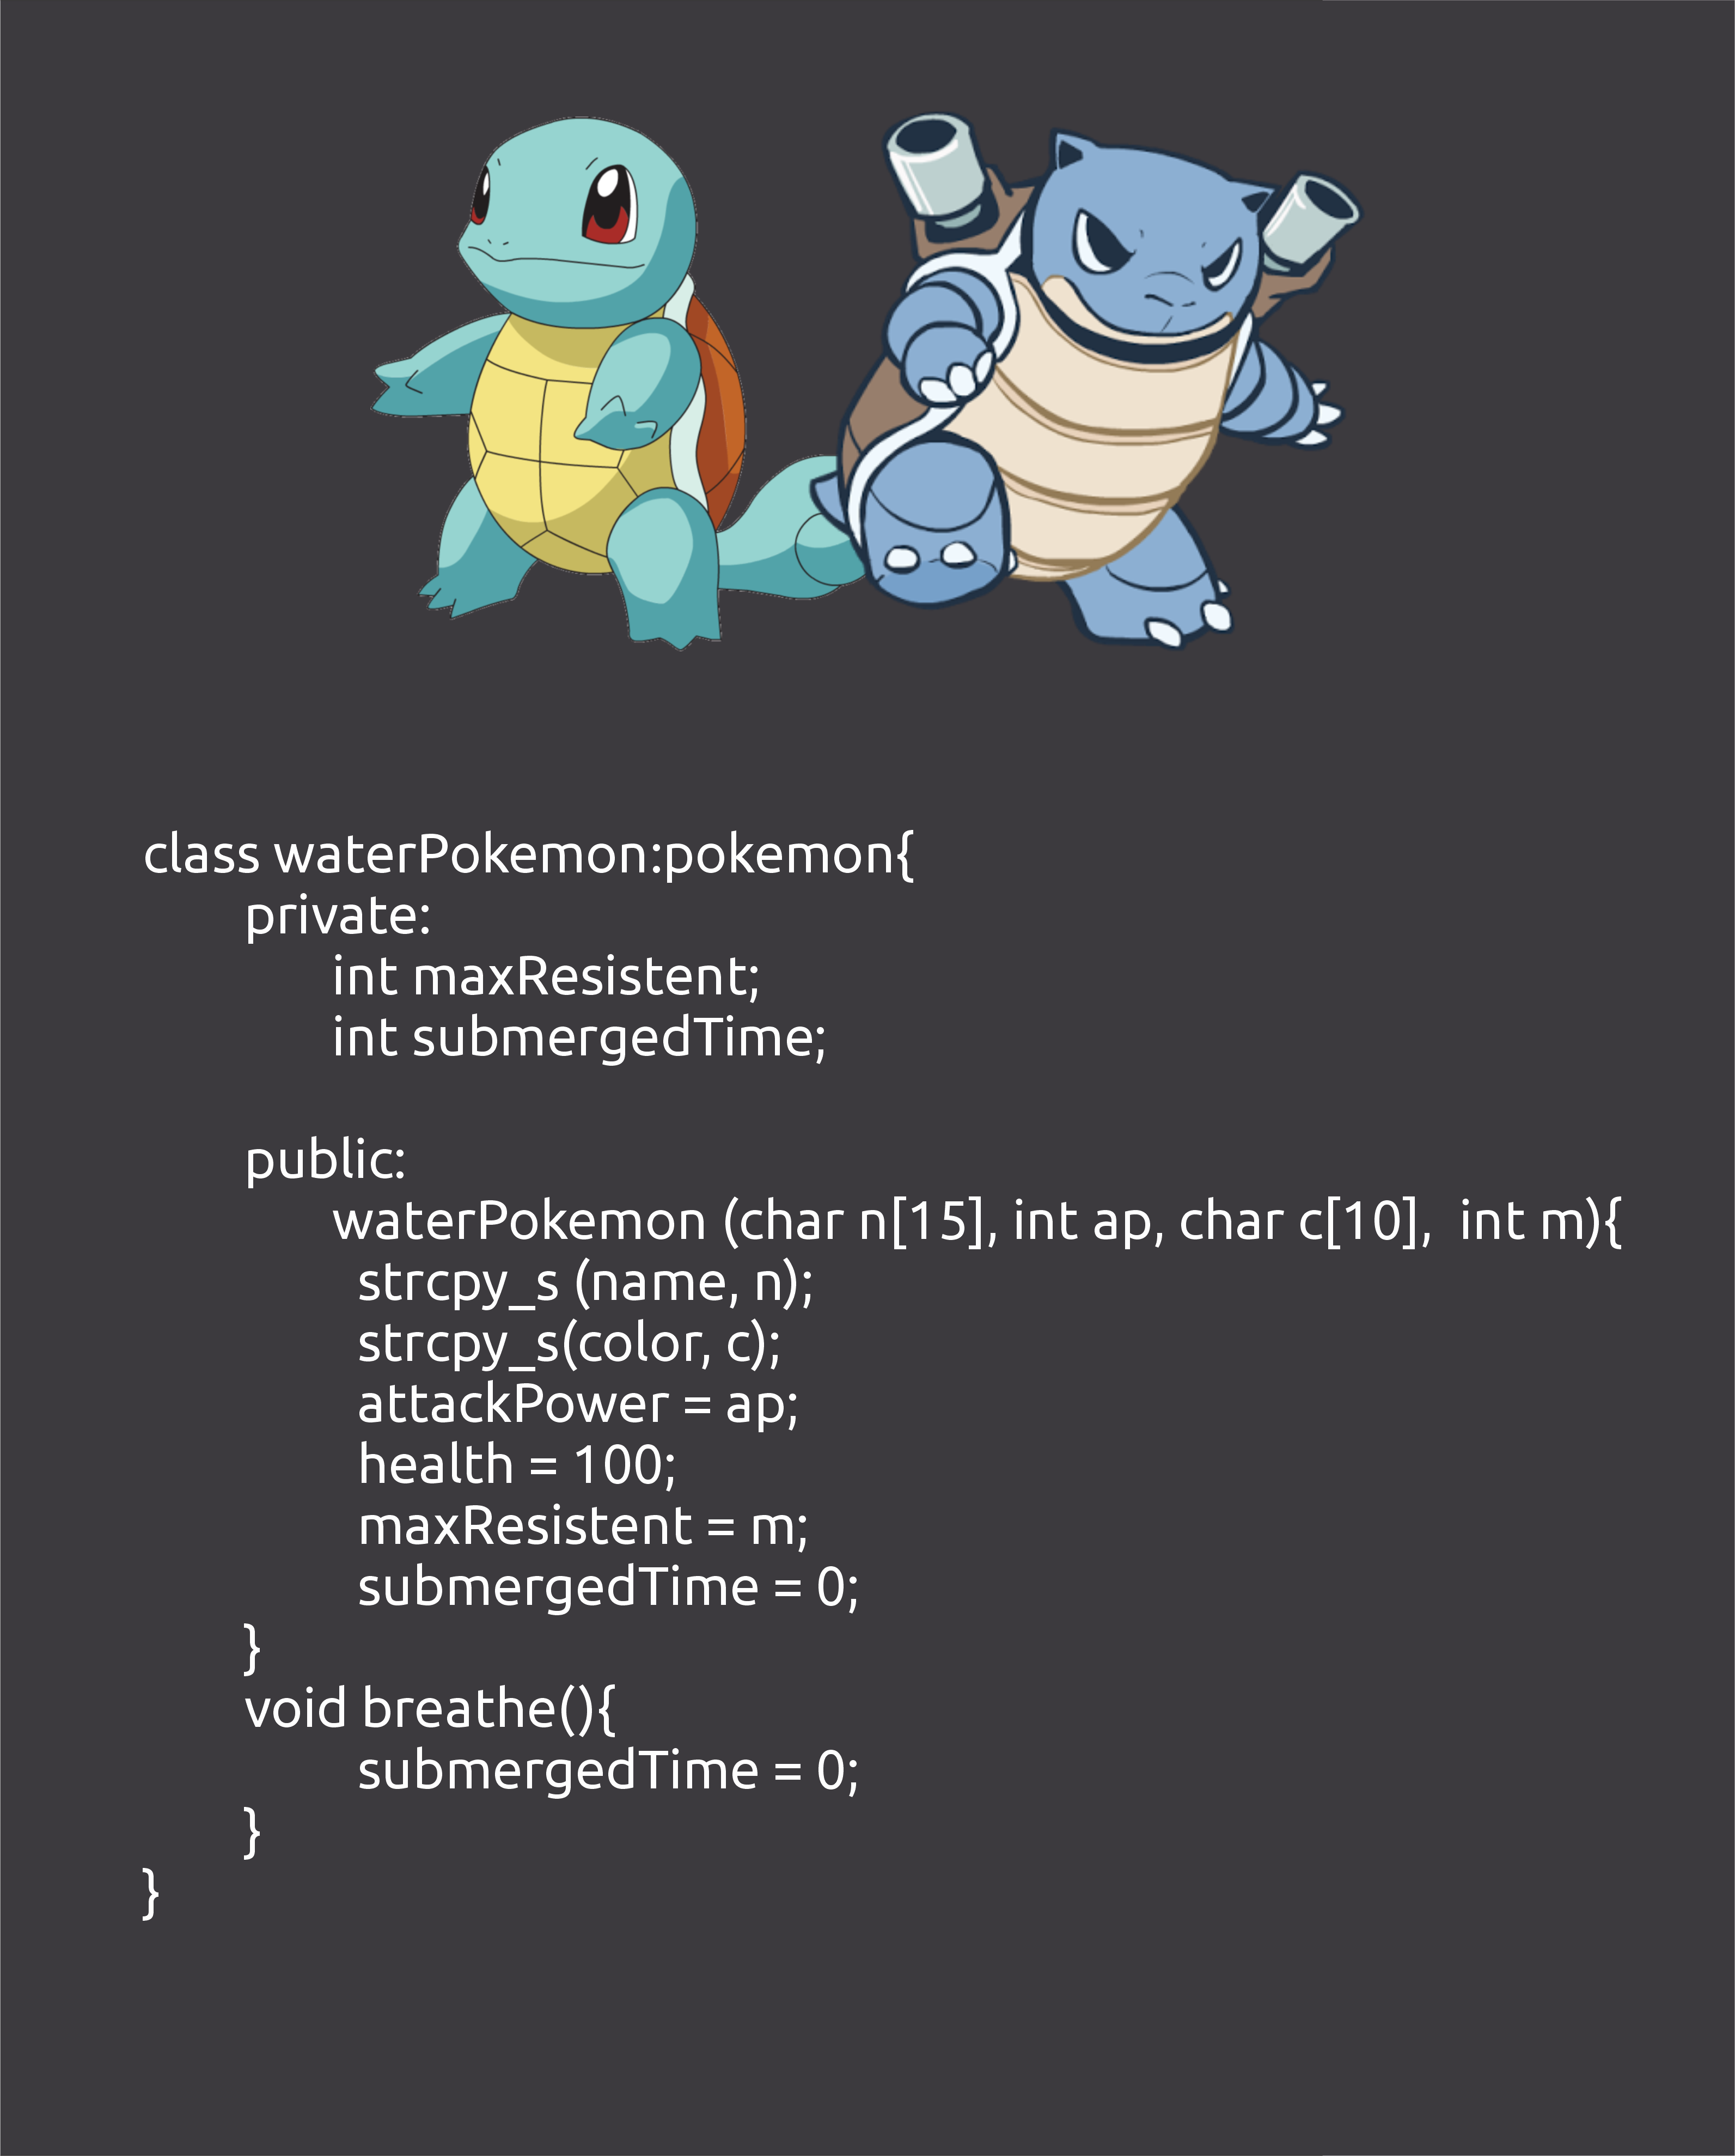 class waterPokemon:pokemon{
private:
int maxResistent;
int submergedTime;
public:
waterPokemon (char n[15], int ap, char c[10],  int m){
strcpy_s (name, n);
strcpy_s(color, c);
attackPower = ap;
health = 100;
maxResistent = m;
submergedTime = 0;
}
void breathe(){
submergedTime = 0;
}
}